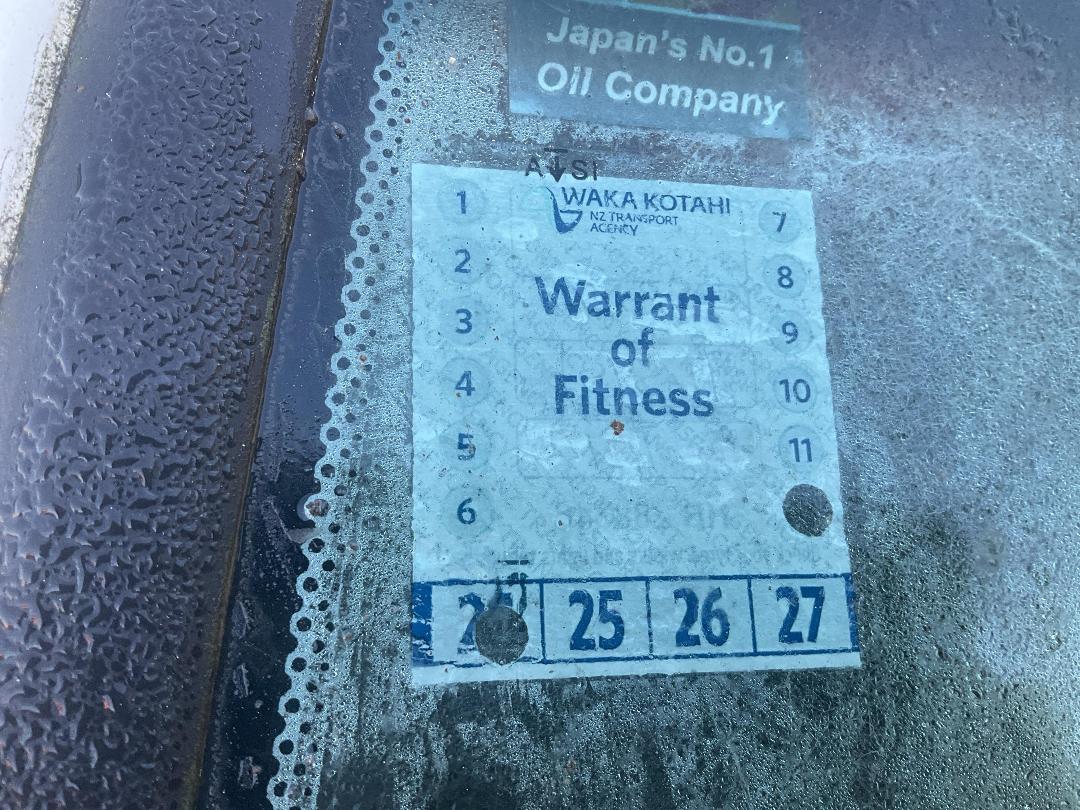 Japan's No.1
Oil Company
A SI
WAKA KOTAHI
NZ TRANSPORT
AGENCY
Warrant
of
Fitness
1
2
3
4
5
6
7
8
9
10
11
25 26 27